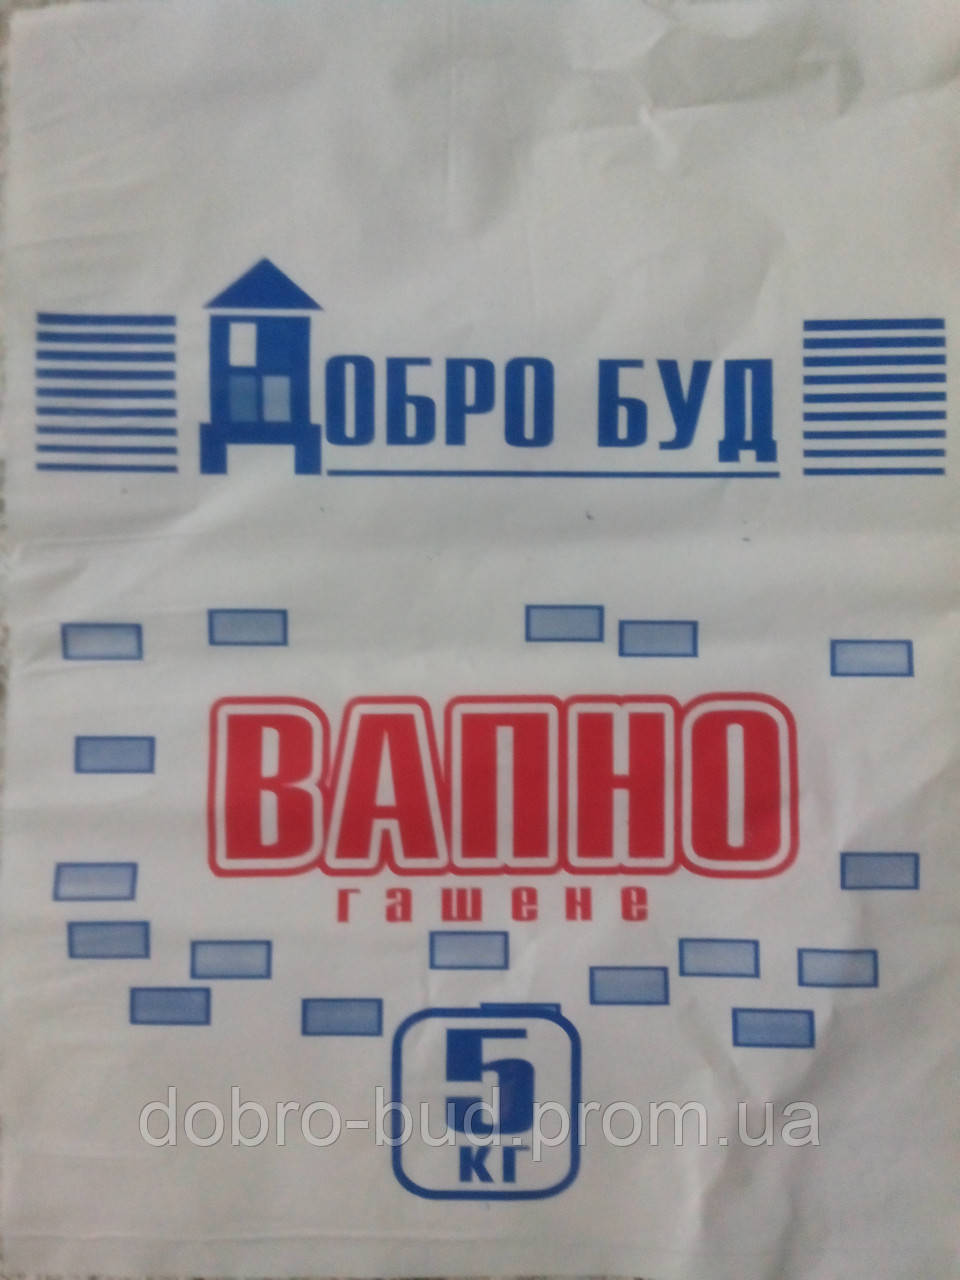 ДОБРО БУД
ВАПНО
гашене
5
кг
dobro-bud.prom.ua